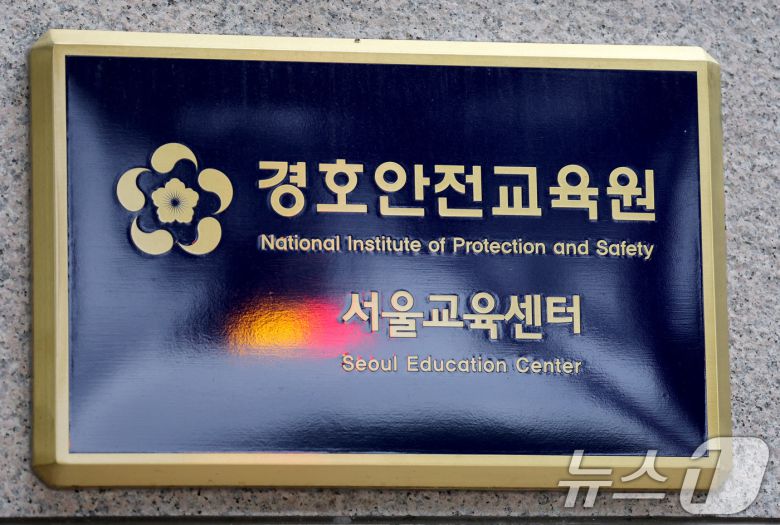 경호안전교육원
National Institute of Protection and Safety
서울교육센터
Seoul Education Center
뉴스1